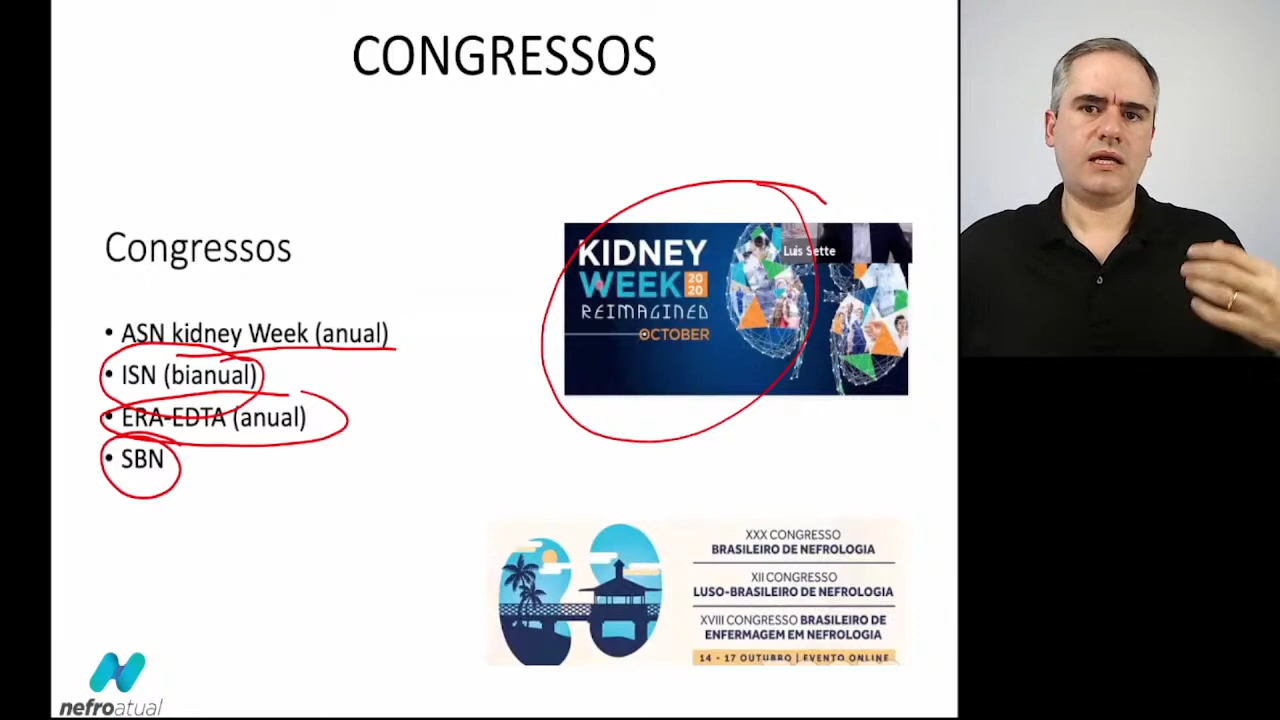 CONGRESSOS
Congressos
• ASN kidney Week (anual)
• ISN (bianual)
• ERA-EDTA (anual)
• SBN
KIDNEY
WEEK 20 20
REIMAGINED
OCTOBER
Luis Sette
XXX CONGRESSO
BRASILEIRO DE NEFROLOGIA
XII CONGRESSO
LUSO-BRASILEIRO DE NEFROLOGIA
XVIII CONGRESSO BRASILEIRO DE
ENFERMAGEM EM NEFROLOGIA
14 - 17 OUTUBRO | EVENTO ONLINE
nefroatual